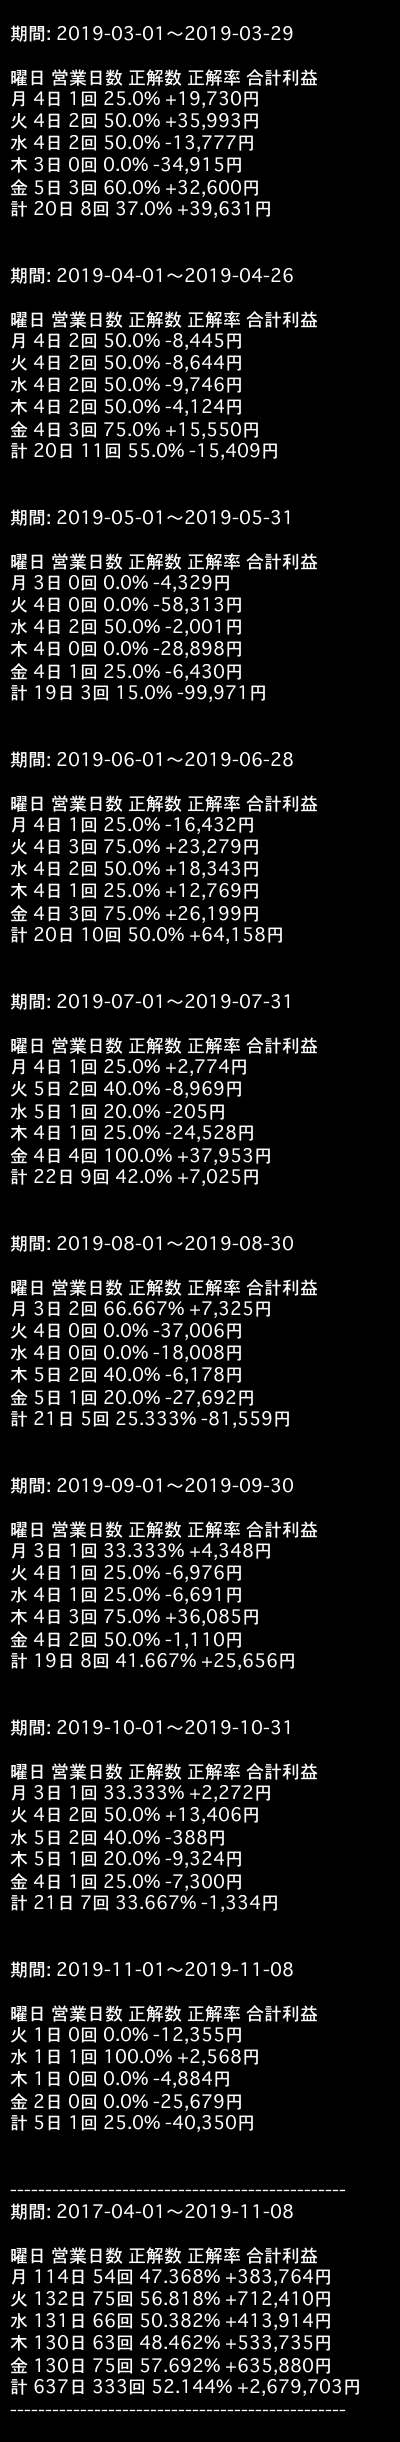 期間: 2019-03-01〜2019-03-29
曜日 営業日数 正解数 正解率 合計利益
月 4日 1回 25.0% +19,730円
火 4日 2回 50.0% +35,993円
水 4日 2回 50.0% -13,777円
木 3日 0回 0.0% -34,915円
金 5日 3回 60.0% +32,600円
計 20日 8回 37.0% +39,631円
期間: 2019-04-01〜2019-04-26
曜日 営業日数 正解数 正解率 合計利益
月 4日 2回 50.0% -8,445円
火 4日 2回 50.0% -8,644円
水 4日 2回 50.0% -9,746円
木 4日 2回 50.0% -4,124円
金 4日 3回 75.0% +15,550円
計 20日 11回 55.0% -15,409円
期間: 2019-05-01〜2019-05-31
曜日 営業日数 正解数 正解率 合計利益
月 3日 0回 0.0% -4,329円
火 4日 0回 0.0% -58,313円
水 4日 2回 50.0% -2,001円
木 4日 0回 0.0% -28,898円
金 4日 1回 25.0% -6,430円
計 19日 3回 15.0% -99,971円
期間: 2019-06-01〜2019-06-28
曜日 営業日数 正解数 正解率 合計利益
月 4日 1回 25.0% -16,432円
火 4日 3回 75.0% +23,279円
水 4日 2回 50.0% +18,343円
木 4日 1回 25.0% +12,769円
金 4日 3回 75.0% +26,199円
計 20日 10回 50.0% +64,158円
期間: 2019-07-01〜2019-07-31
曜日 営業日数 正解数 正解率 合計利益
月 4日 1回 25.0% +2,774円
火 5日 2回 40.0% -8,969円
水 5日 1回 20.0% -205円
木 4日 1回 25.0% -24,528円
金 4日 4回 100.0% +37,953円
計 22日 9回 42.0% +7,025円
期間: 2019-08-01〜2019-08-30
曜日 営業日数 正解数 正解率 合計利益
月 3日 2回 66.667% +7,325円
火 4日 0回 0.0% -37,006円
水 4日 0回 0.0% -18,008円
木 5日 2回 40.0% -6,178円
金 5日 1回 20.0% -27,692円
計 21日 5回 25.333% -81,559円
期間: 2019-09-01〜2019-09-30
曜日 営業日数 正解数 正解率 合計利益
月 3日 1回 33.333% +4,348円
火 4日 1回 25.0% -6,976円
水 4日 1回 25.0% -6,691円
木 4日 3回 75.0% +36,085円
金 4日 2回 50.0% -1,110円
計 19日 8回 41.667% +25,656円
期間: 2019-10-01〜2019-10-31
曜日 営業日数 正解数 正解率 合計利益
月 3日 1回 33.333% +2,272円
火 4日 2回 50.0% +13,406円
水 5日 2回 40.0% -388円
木 5日 1回 20.0% -9,324円
金 4日 1回 25.0% -7,300円
計 21日 7回 33.667% -1,334円
期間: 2019-11-01〜2019-11-08
曜日 営業日数 正解数 正解率 合計利益
火 1日 0回 0.0% -12,355円
水 1日 1回 100.0% +2,568円
木 1日 0回 0.0% -4,884円
金 2日 0回 0.0% -25,679円
計 5日 1回 25.0% -40,350円
------------------------------------------------
期間: 2017-04-01〜2019-11-08
曜日 営業日数 正解数 正解率 合計利益
月 114日 54回 47.368% +383,764円
火 132日 75回 56.818% +712,410円
水 131日 66回 50.382% +413,914円
木 130日 63回 48.462% +533,735円
金 130日 75回 57.692% +635,880円
計 637日 333回 52.144% +2,679,703円
------------------------------------------------